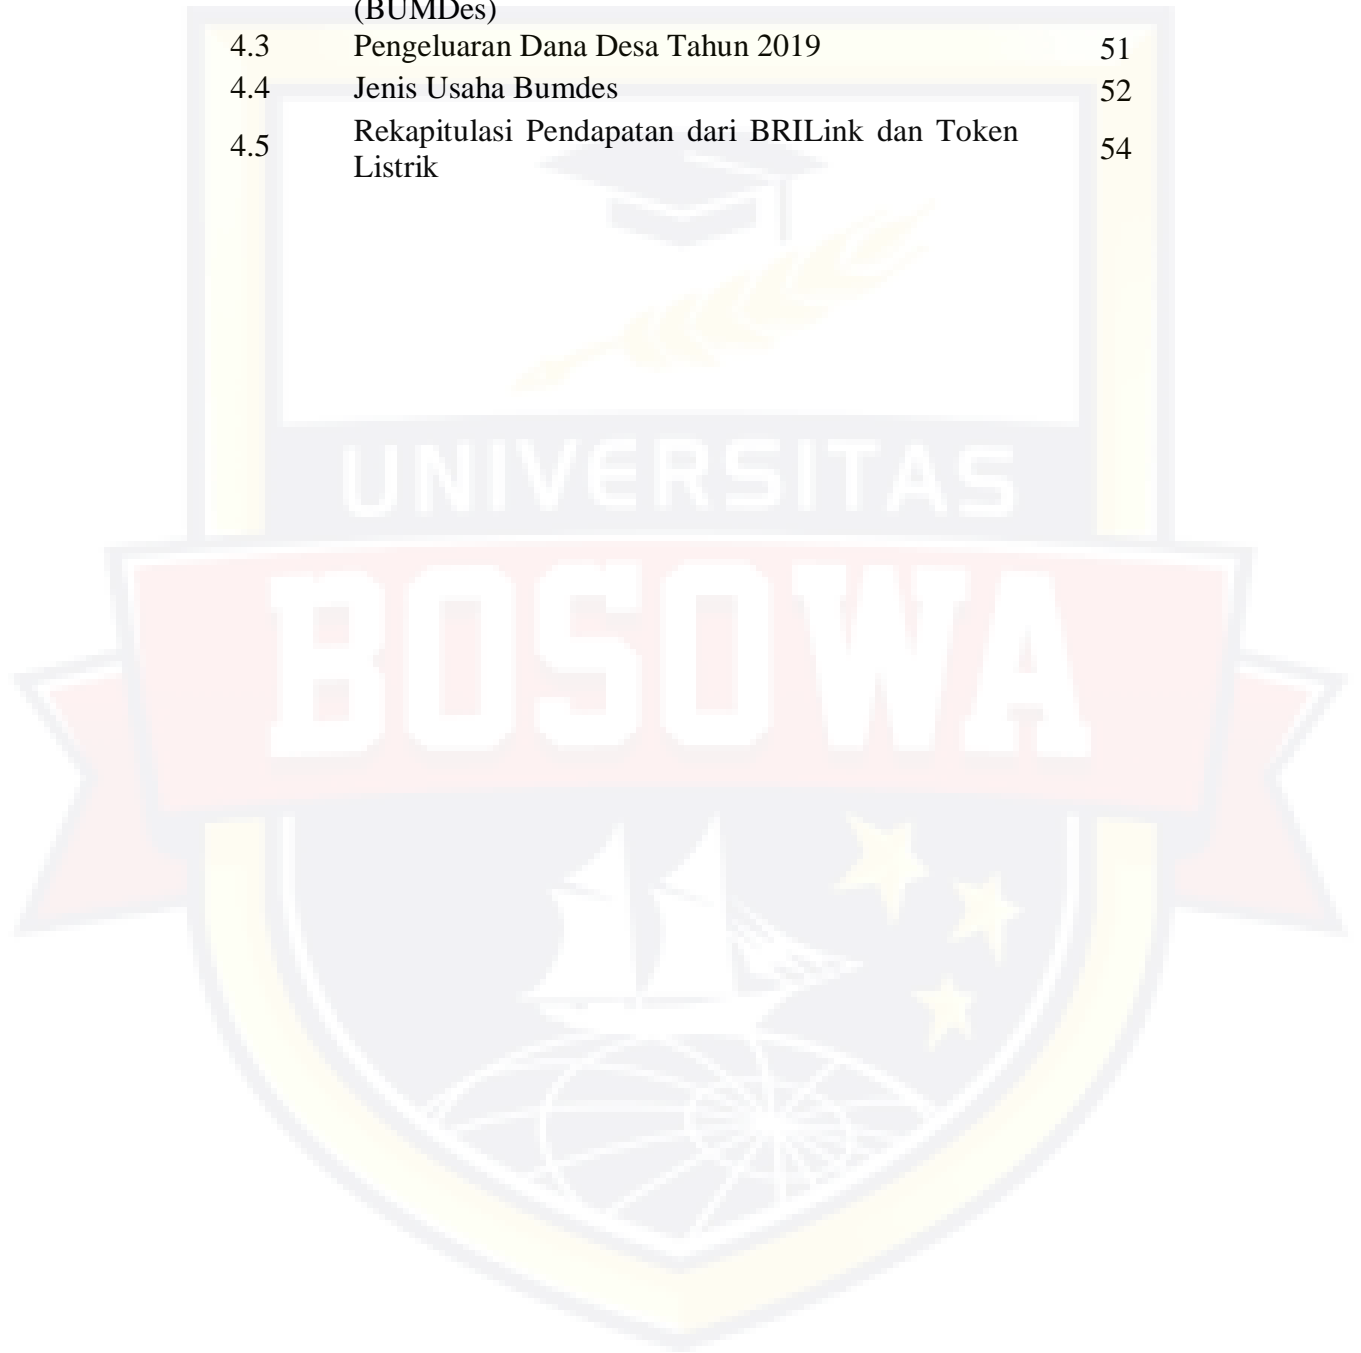 (BUMDes)
4.3 Pengeluaran Dana Desa Tahun 2019 51
4.4 Jenis Usaha Bumdes 52
4.5 Rekapitulasi Pendapatan dari BRILink dan Token 54
Listrik
UNIVERSITAS
BOSOWA